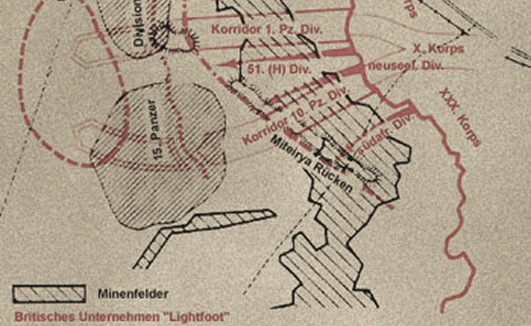 Division
Korps
Korridor 1. Pz. Div.
X. Korps
51. (H) Div.
neuseel. Div.
Korridor 10. Pz. Div.
XXX. Korps
15. Panzer
südafr. Div.
Miteirya Rücken
Minenfelder
Britisches Unternehmen "Lightfoot"